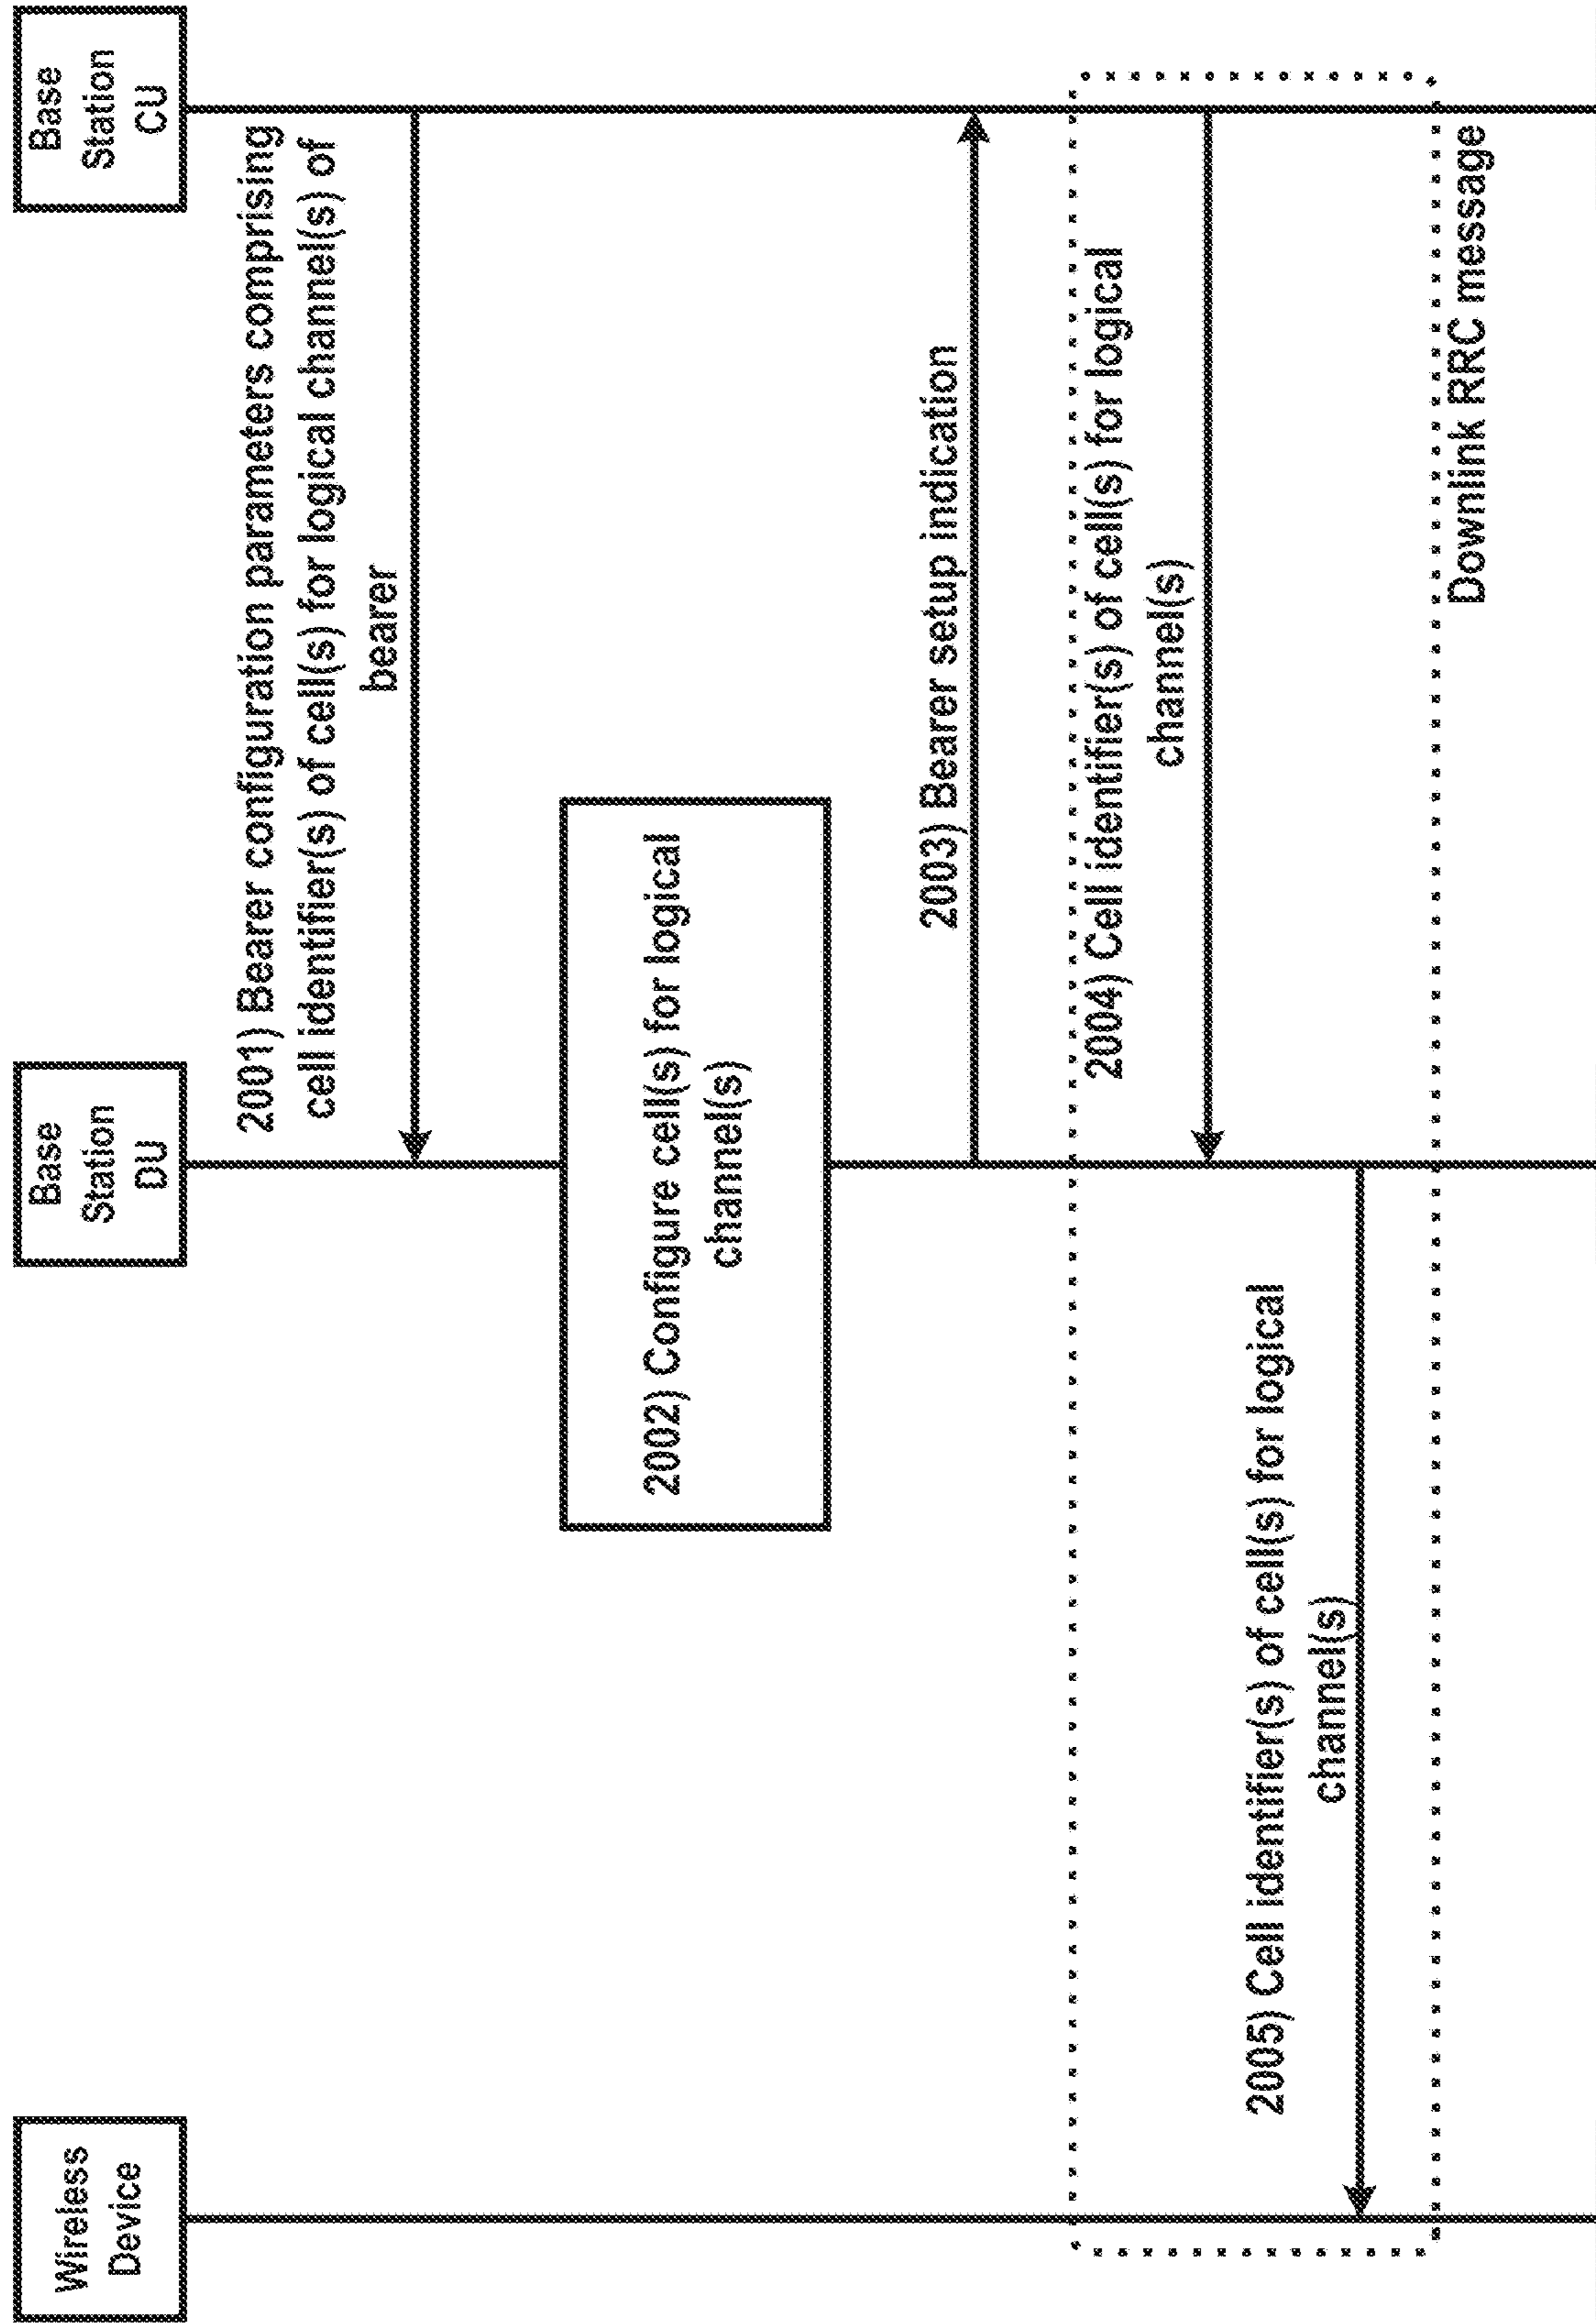 Wireless
Device
Base
Station
DU
Base
Station
CU
2001) Bearer configuration parameters comprising
cell identifier(s) of cell(s) for logical channel(s) of
bearer
2002) Configure cell(s) for logical
channel(s)
2003) Bearer setup indication
2004) Cell identifier(s) of cell(s) for logical
channel(s)
2005) Cell identifier(s) of cell(s) for logical
channel(s)
Downlink RRC message